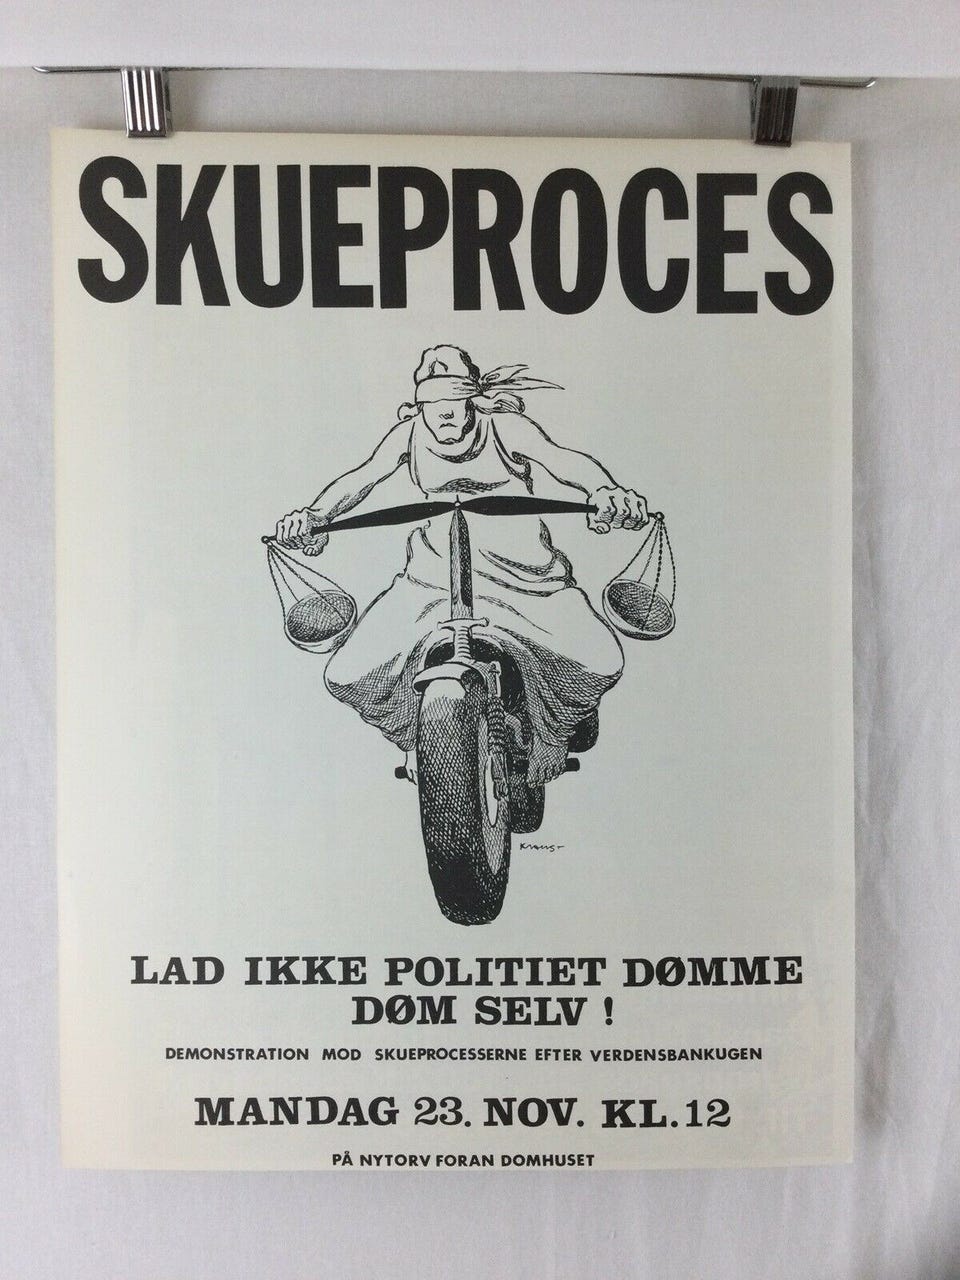 SKUEPROCES
LAD IKKE POLITIET DØMME
DØM SELV !
DEMONSTRATION MOD SKUEPROCESSERNE EFTER VERDENSBANKUGEN
MANDAG 23. NOV. KL.12
PÅ NYTORV FORAN DOMHUSET